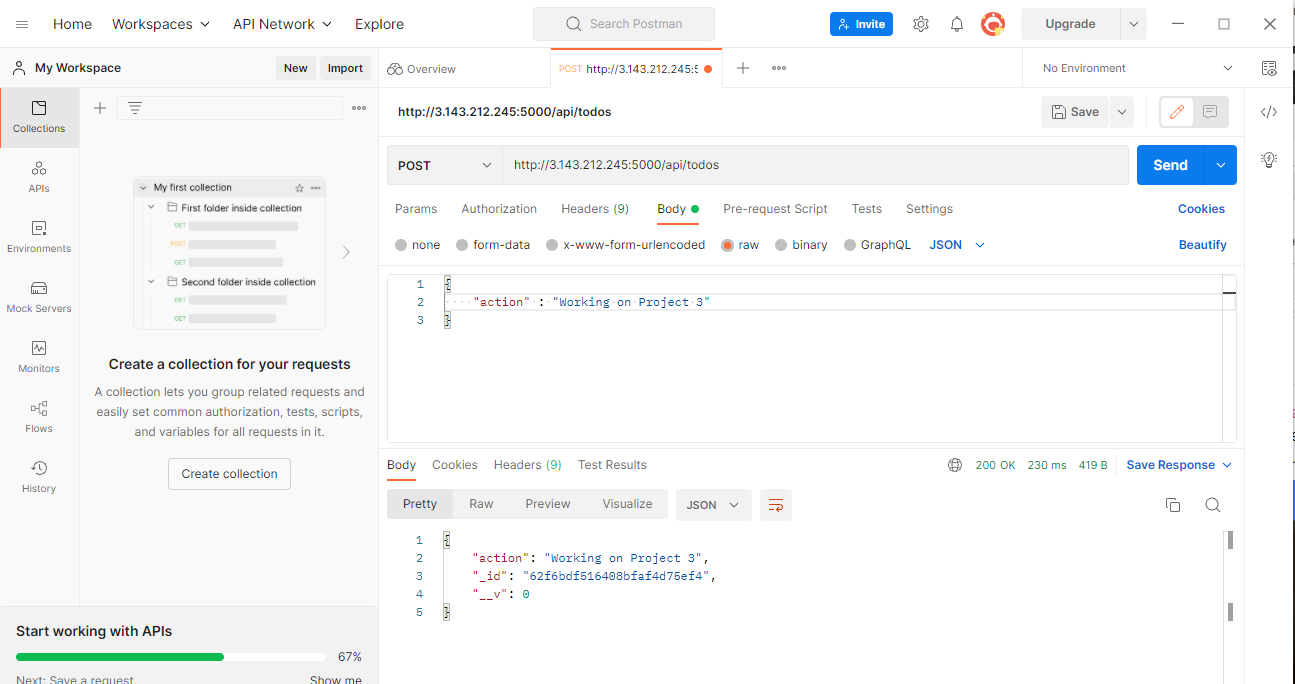 Home Workspaces API Network Explore Search Postman Invite Upgrade
My Workspace New Import Overview POST http://3.143.212.245:5 No Environment
Collections
APIs
Environments
Mock Servers
Monitors
Flows
History
My first collection
First folder inside collection
GET
POST
GET
Second folder inside collection
GET
GET
Create a collection for your requests
A collection lets you group related requests and
easily set common authorization, tests, scripts,
and variables for all requests in it.
Create collection
Start working with APIs
67%
Next: Save a request. Show me
http://3.143.212.245:5000/api/todos Save
POST http://3.143.212.245:5000/api/todos Send
Params Authorization Headers (9) Body Pre-request Script Tests Settings Cookies
none form-data x-www-form-urlencoded raw binary GraphQL JSON Beautify
1 {
2 "action" : "Working on Project 3"
3 }
Body Cookies Headers (9) Test Results 200 OK 230 ms 419 B Save Response
Pretty Raw Preview Visualize JSON
1 {
2 "action": "Working on Project 3",
3 "_id": "62f6bdf516408bfaf4d75ef4",
4 "__v": 0
5 }